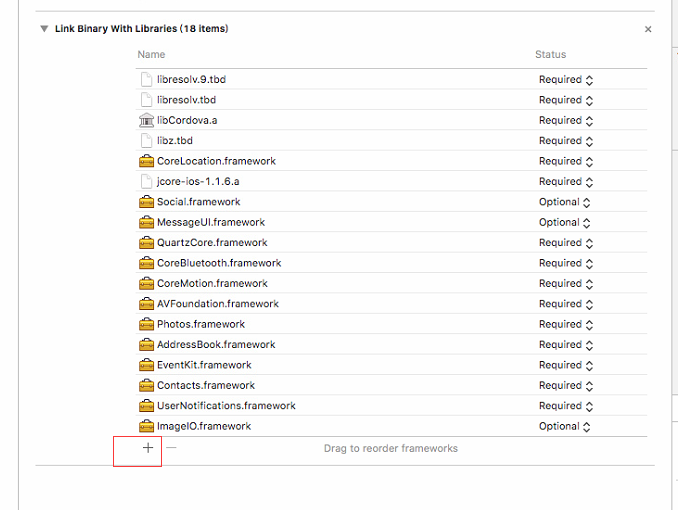 Link Binary With Libraries (18 items)
Name Status
libresolv.9.tbd Required
libresolv.tbd Required
libCordova.a Required
libz.tbd Required
CoreLocation.framework Required
jcore-ios-1.1.6.a Required
Social.framework Optional
MessageUI.framework Optional
QuartzCore.framework Required
CoreBluetooth.framework Required
CoreMotion.framework Required
AVFoundation.framework Required
Photos.framework Required
AddressBook.framework Required
EventKit.framework Required
Contacts.framework Required
UserNotifications.framework Required
ImageIO.framework Optional
Drag to reorder frameworks